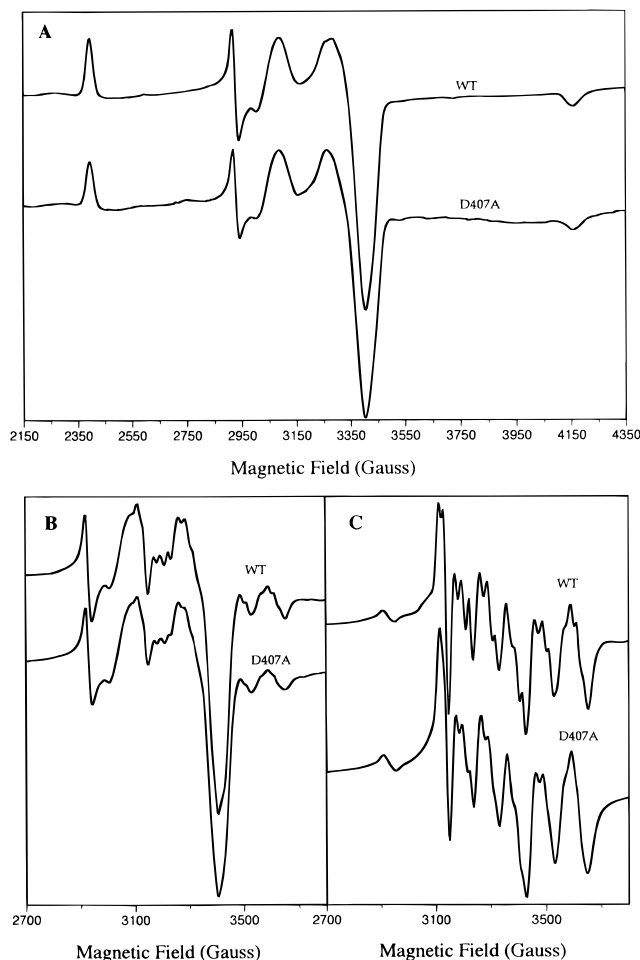 A
WT
D407A
2150 2350 2550 2750 2950 3150 3350 3550 3750 3950 4150 4350
Magnetic Field (Gauss)
B C
WT WT
D407A D407A
2700 3100 3500 2700 3100 3500
Magnetic Field (Gauss) Magnetic Field (Gauss)